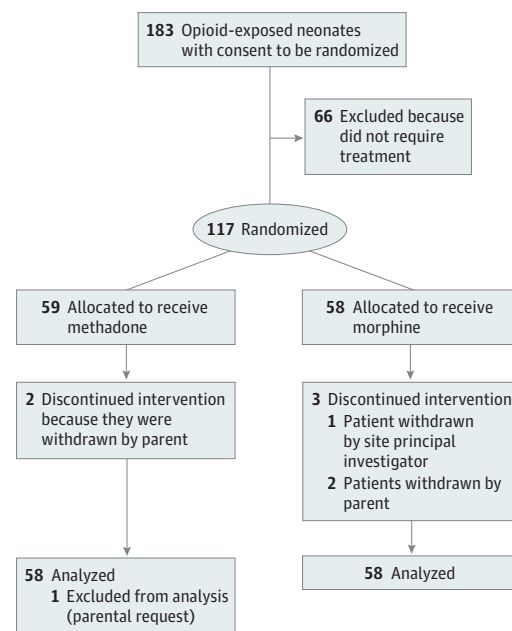 183 Opioid-exposed neonates
with consent to be randomized
66 Excluded because
did not require
treatment
117 Randomized
59 Allocated to receive
methadone
58 Allocated to receive
morphine
2 Discontinued intervention
because they were
withdrawn by parent
3 Discontinued intervention
1 Patient withdrawn
by site principal
investigator
2 Patients withdrawn by
parent
58 Analyzed
1 Excluded from analysis
(parental request)
58 Analyzed